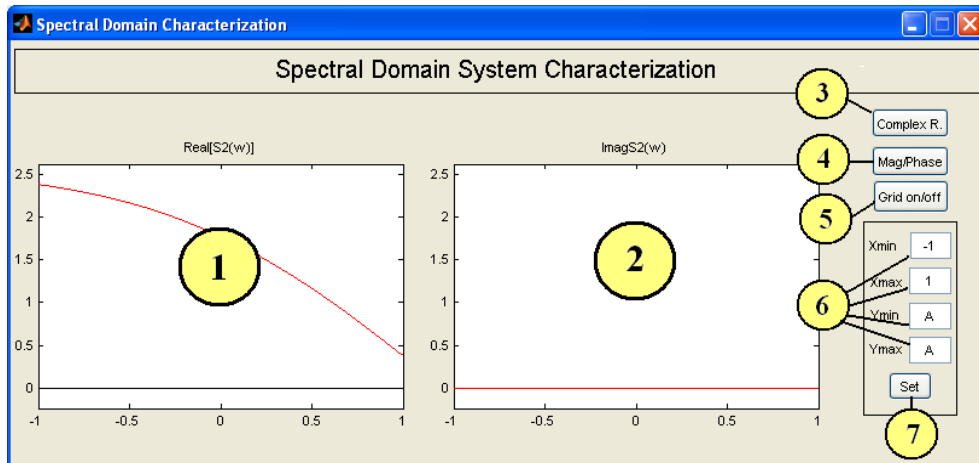 Spectral Domain Characterization
Spectral Domain System Characterization
3
Complex R.
4
Mag/Phase
5
Grid on/off
Real[S2(w)]
2.5
2
1.5
1
0.5
0
-1
-0.5
0
0.5
1
1
ImagS2(w)
2.5
2
1.5
1
0.5
0
-1
-0.5
0
0.5
1
2
Xmin -1
Xmax 1
6
Ymin A
Ymax A
Set
7